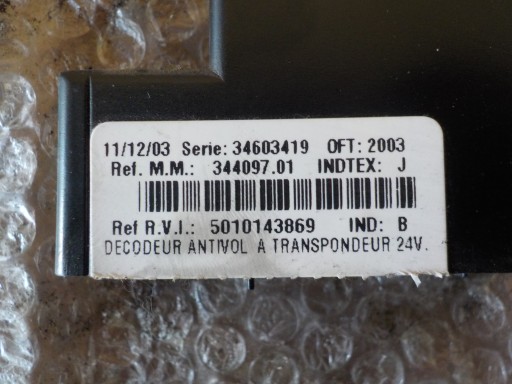 11/12/03 Serie: 34603419 OFT: 2003
Ref. M.M.: 344097.01 INDTEX: J
Ref R.V.I.: 5010143869 IND: B
DECODEUR ANTIVOL A TRANSPONDEUR 24V.